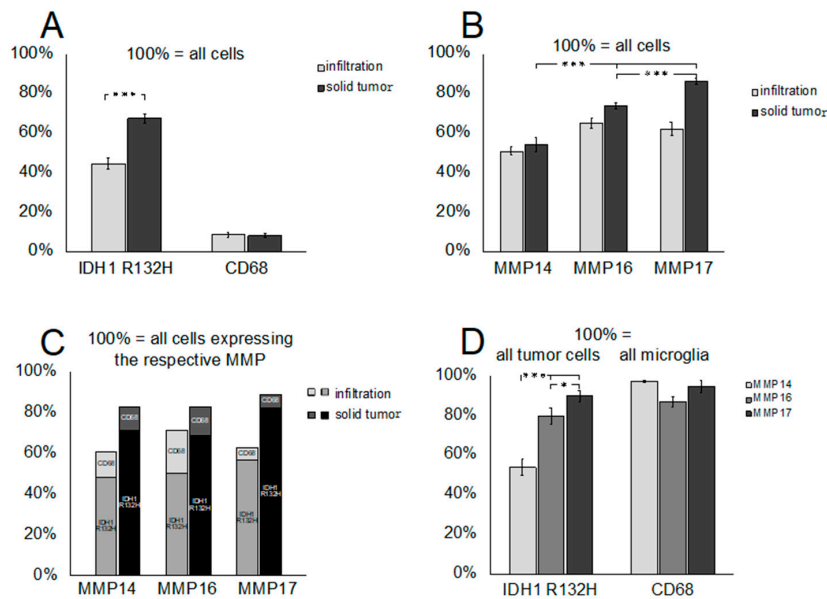 A
100% = all cells
100%
80%
60%
40%
20%
0%
***
infiltration
solid tumor
IDH1 R132H
CD68
B
100% = all cells
100%
80%
60%
40%
20%
0%
***
***
infiltration
solid tumor
MMP14
MMP16
MMP17
C
100% = all cells expressing
the respective MMP
100%
80%
60%
40%
20%
0%
infiltration
solid tumor
CD68
IDH1
R132H
CD68
IDH1
R132H
CD68
IDH1
R132H
CD68
IDH1
R132H
CD68
IDH1
R132H
CD68
IDH1
R132H
MMP14
MMP16
MMP17
D
100% =
all tumor cells
all microglia
100%
80%
60%
40%
20%
0%
***
*
MMP14
MMP16
MMP17
IDH1 R132H
CD68